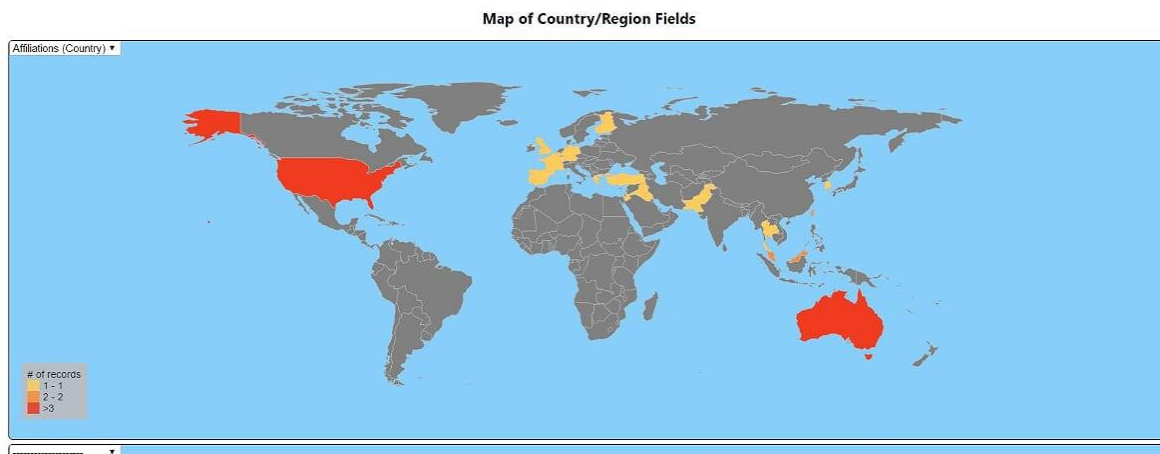 Map of Country/Region Fields
Affiliations (Country) ▼
# of records
1 - 1
2 - 2
>3
--------------------- ▼